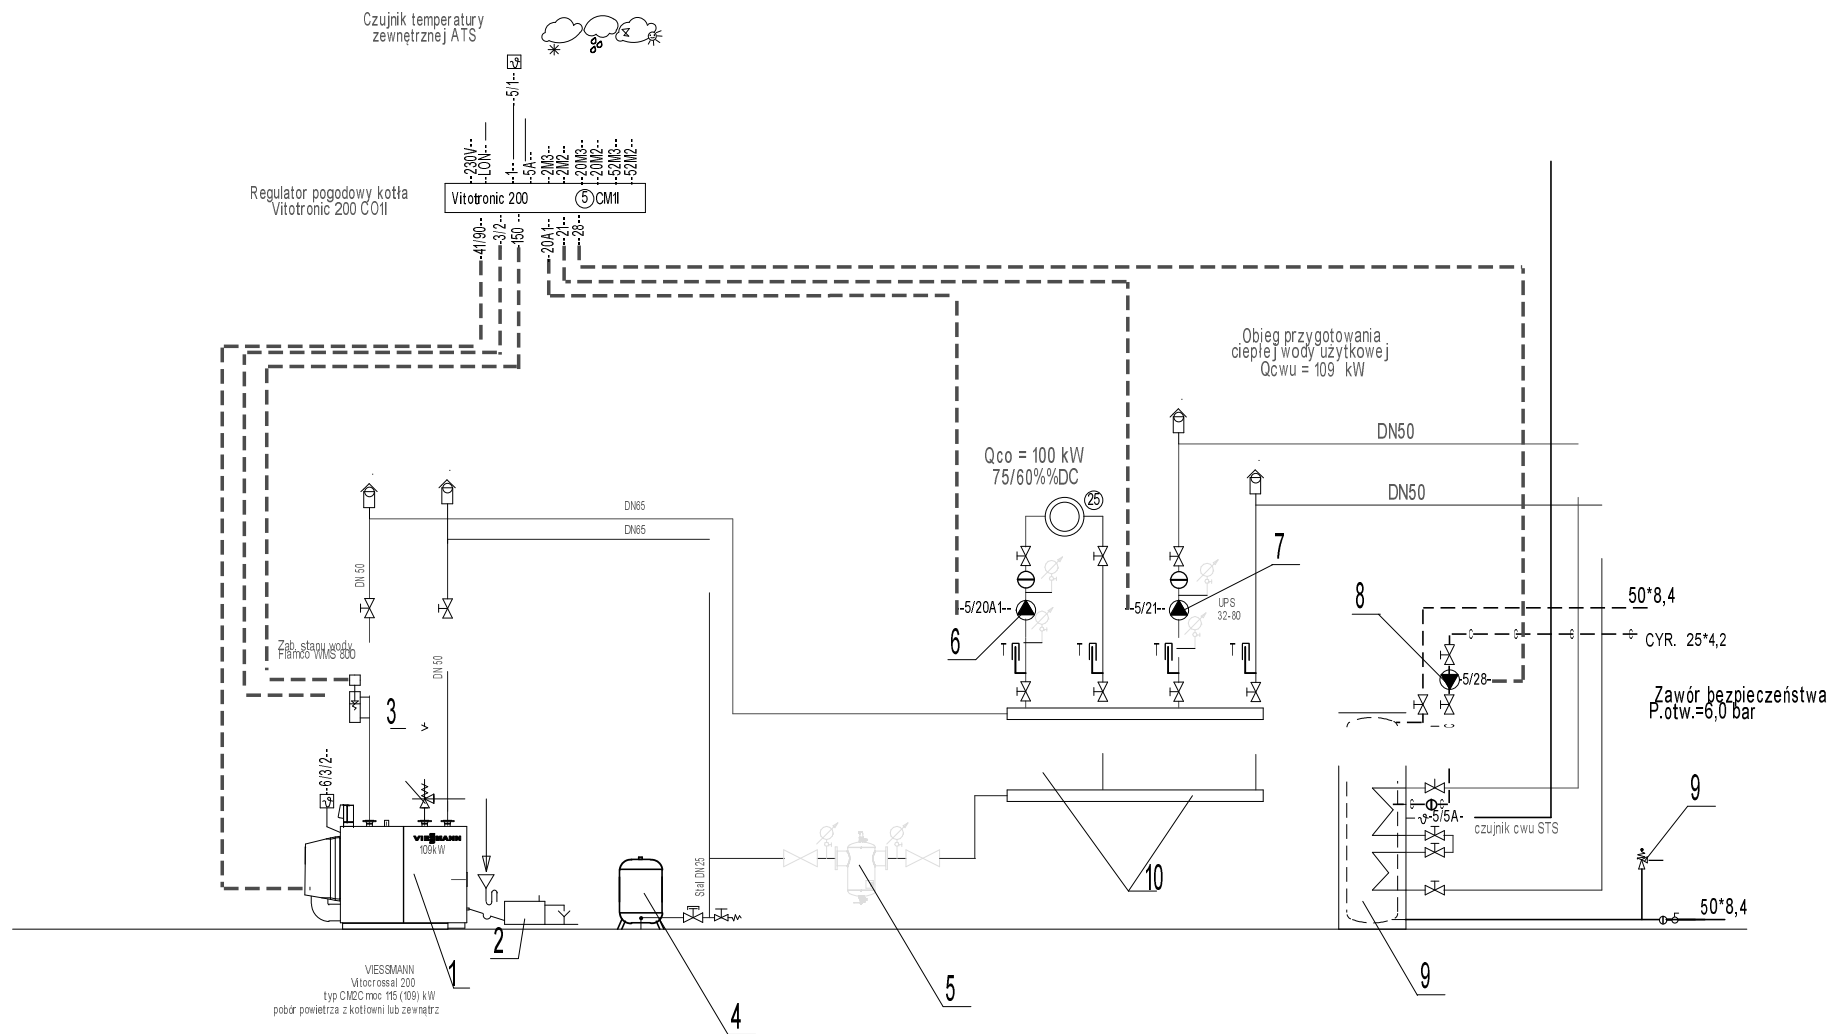 Czujnik temperatury
zewnętrznej ATS
-5/1--
--230V--
LON--
1--
5A--
2M3--
2M2--
20M3--
20M2--
52M3--
52M2--
Regulator pogodowy kotła
Vitotronic 200 CO1I
Vitotronic 200
5
CM1I
-41/90-
-3/2--
150
-20A1--
-21--
-28--
Obieg przygotowania
ciepłej wody użytkowej
Qcwu = 109 kW
DN50
DN50
Qco = 100 kW
75/60%%DC
25
DN65
DN65
DN 50
DN 50
Zab. stanu wody
Flamco WMS 800
3
-5/20A1--
6
--5/21--
UPS
32-80
7
T
T
T
T
8
50*8,4
CYR. 25*4,2
-5/28-
Zawór bezpieczeństwa
P.otw.=6,0 bar
--6/3/2--
VIESMANN
109kW
Stal DN25
10
-5/5A-
czujnik cwu STS
9
50*8,4
1
2
4
5
9
VIESSMANN
Vitocrossal 200
typ CM2C moc 115 (109) kW
pobór powietrza z kotłowni lub zewnątrz